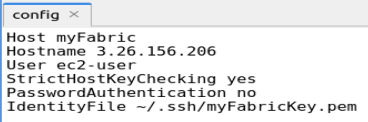 config ×
Host myFabric
Hostname 3.26.156.206
User ec2-user
StrictHostKeyChecking yes
PasswordAuthentication no
IdentityFile ~/.ssh/myFabricKey.pem